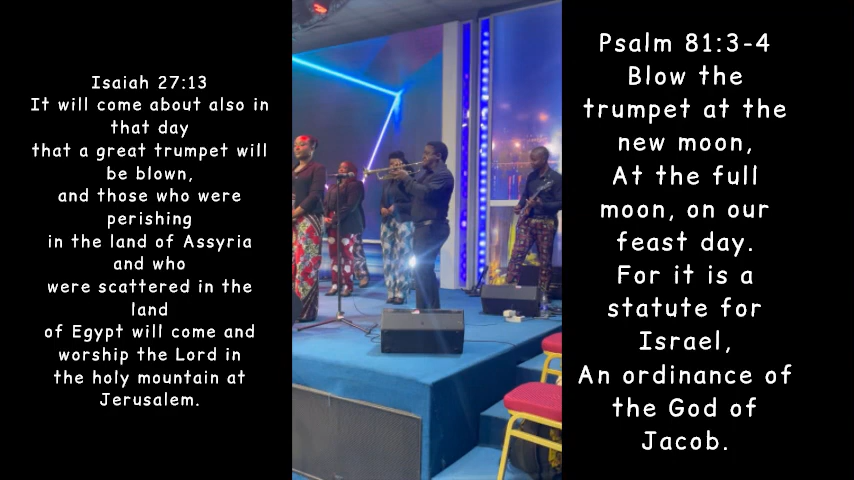 Isaiah 27:13
It will come about also in
that day
that a great trumpet will
be blown,
and those who were
perishing
in the land of Assyria
and who
were scattered in the
land
of Egypt will come and
worship the Lord in
the holy mountain at
Jerusalem.
Psalm 81:3-4
Blow the
trumpet at the
new moon,
At the full
moon, on our
feast day.
For it is a
statute for
Israel,
An ordinance of
the God of
Jacob.